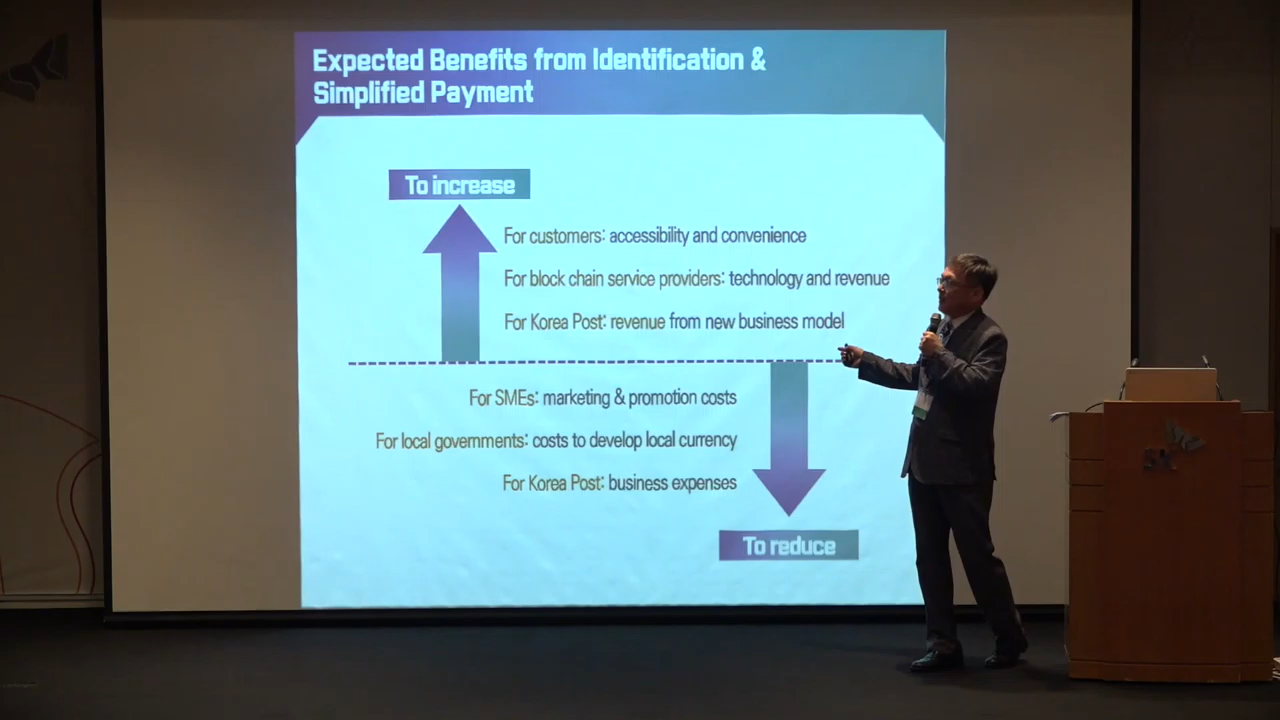 Expected Benefits from Identification &
Simplified Payment
To increase
For customers: accessibility and convenience
For block chain service providers: technology and revenue
For Korea Post: revenue from new business model
For SMEs: marketing & promotion costs
For local governments: costs to develop local currency
For Korea Post: business expenses
To reduce